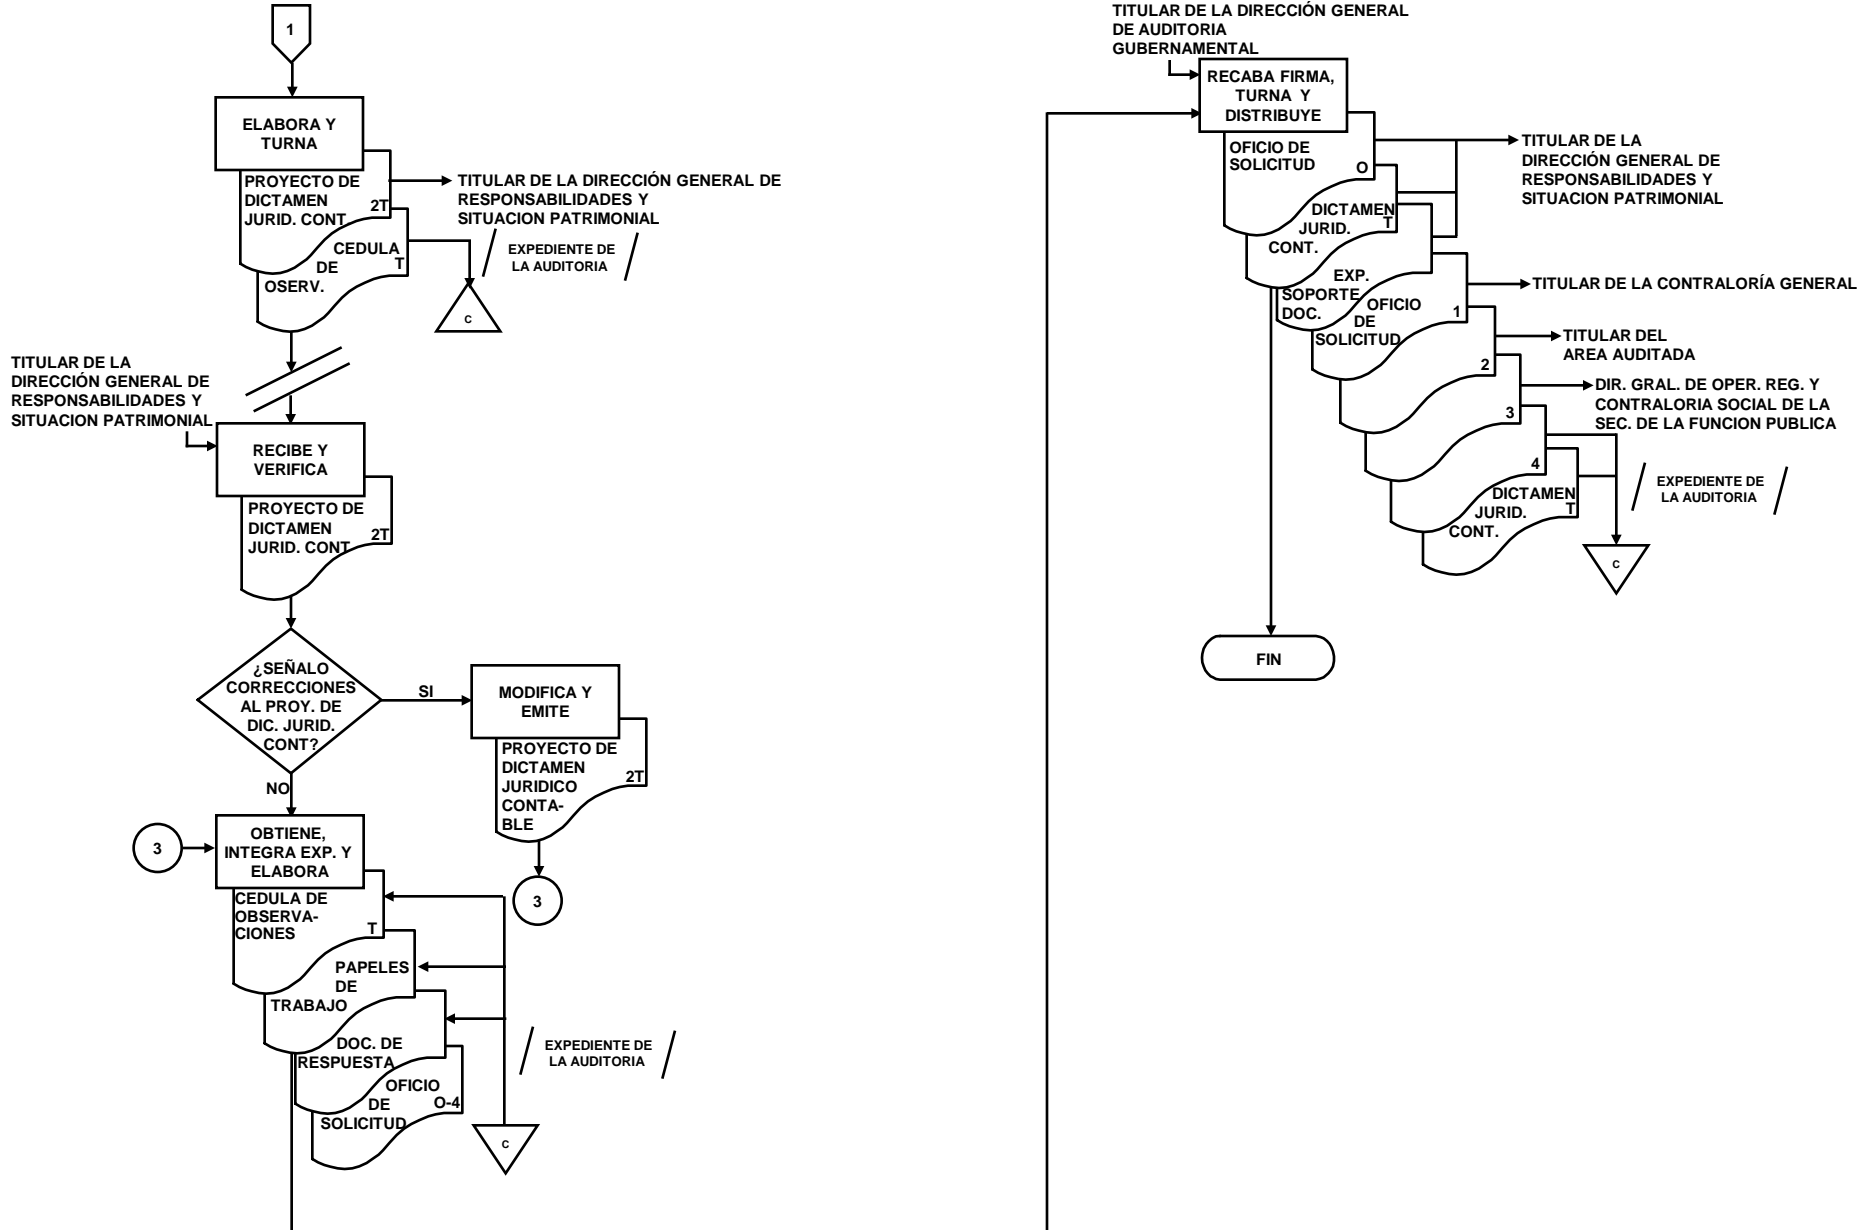 1
ELABORA Y
TURNA
PROYECTO DE
DICTAMEN
JURID. CONT.
2T
TITULAR DE LA DIRECCIÓN GENERAL DE
RESPONSABILIDADES Y
SITUACION PATRIMONIAL
CEDULA
DE
OSERV.
T
EXPEDIENTE DE
LA AUDITORIA
C
TITULAR DE LA
DIRECCIÓN GENERAL DE
RESPONSABILIDADES Y
SITUACION PATRIMONIAL
RECIBE Y
VERIFICA
PROYECTO DE
DICTAMEN
JURID. CONT
2T
¿SEÑALO
CORRECCIONES
AL PROY. DE
DIC. JURID.
CONT?
SI
MODIFICA Y
EMITE
PROYECTO DE
DICTAMEN
JURIDICO
CONTA-
BLE
2T
3
NO
3
OBTIENE,
INTEGRA EXP. Y
ELABORA
CEDULA DE
OBSERVA-
CIONES
T
PAPELES
DE
TRABAJO
DOC. DE
RESPUESTA
OFICIO
DE
SOLICITUD
O-4
EXPEDIENTE DE
LA AUDITORIA
C
TITULAR DE LA DIRECCIÓN GENERAL
DE AUDITORIA
GUBERNAMENTAL
RECABA FIRMA,
TURNA Y
DISTRIBUYE
OFICIO DE
SOLICITUD
O
TITULAR DE LA
DIRECCIÓN GENERAL DE
RESPONSABILIDADES Y
SITUACION PATRIMONIAL
DICTAMEN
JURID.
CONT.
T
EXP.
SOPORTE
DOC.
OFICIO
DE
SOLICITUD
1
TITULAR DE LA CONTRALORÍA GENERAL
2
TITULAR DEL
AREA AUDITADA
3
DIR. GRAL. DE OPER. REG. Y
CONTRALORIA SOCIAL DE LA
SEC. DE LA FUNCION PUBLICA
4
DICTAMEN
JURID.
CONT.
T
EXPEDIENTE DE
LA AUDITORIA
C
FIN